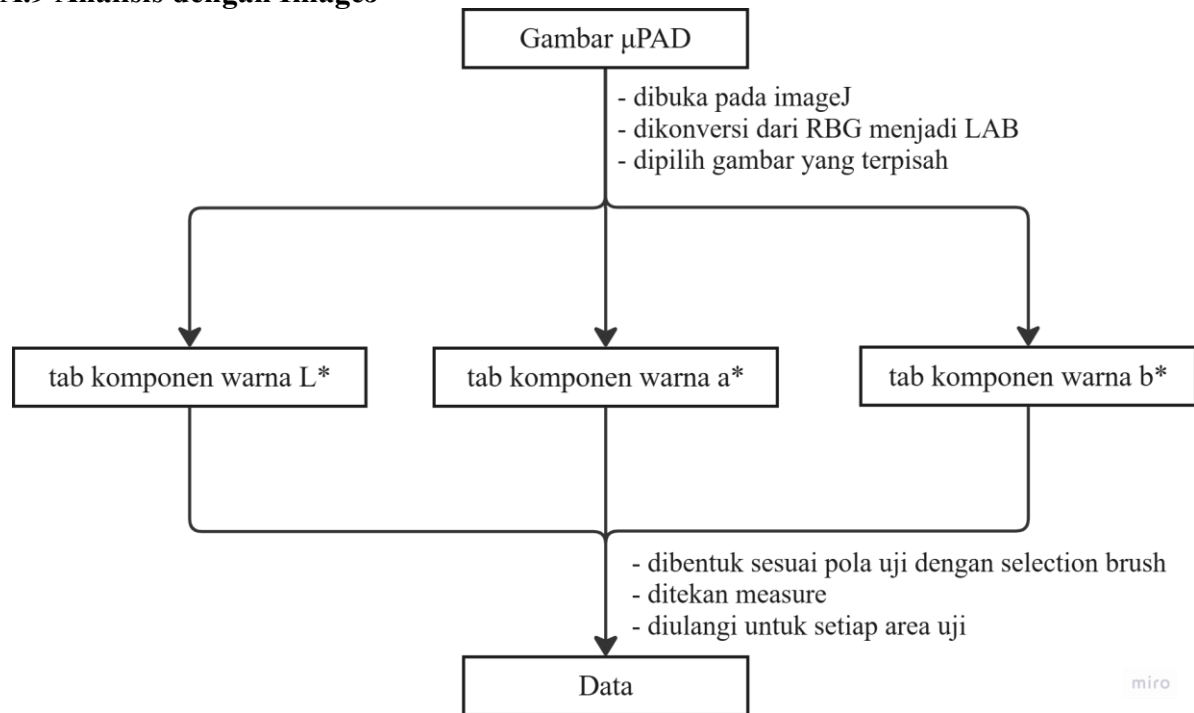 Analisis dengan
Gambar μPAD
- dibuka pada imageJ
- dikonversi dari RBG menjadi LAB
- dipilih gambar yang terpisah
tab komponen warna L*
tab komponen warna a*
tab komponen warna b*
- dibentuk sesuai pola uji dengan selection brush
- ditekan measure
- diulangi untuk setiap area uji
Data
miro